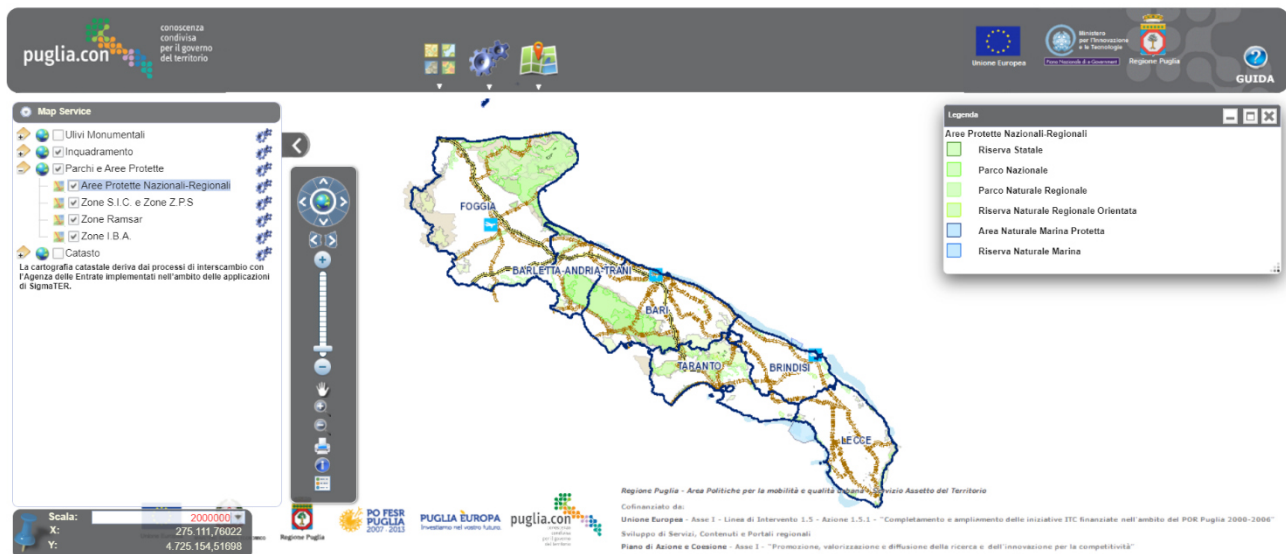 puglia.con
conoscenza
condivisa
per il governo
del territorio
Unione Europea
Ministro
per l'Innovazione
e le Tecnologie
Piano Nazionale di e-Government
Regione Puglia
GUIDA
Map Service
Ulivi Monumentali
Inquadramento
Parchi e Aree Protette
Aree Protette Nazionali-Regionali
Zone S.I.C. e Zone Z.P.S
Zone Ramsar
Zone I.B.A.
Catasto
La cartografia catastale deriva dai processi di interscambio con
l'Agenzia delle Entrate implementati nell'ambito delle applicazioni
di SigmaTER.
FOGGIA
BARLETTA-ANDRIA-TRANI
BARI
TARANTO
BRINDISI
LECCE
Legenda
Aree Protette Nazionali-Regionali
Riserva Statale
Parco Nazionale
Parco Naturale Regionale
Riserva Naturale Regionale Orientata
Area Naturale Marina Protetta
Riserva Naturale Marina
Scala: 2000000
X: 275.111,76022
Y: 4.725.154,51698
Regione Puglia
PO FESR
PUGLIA
2007-2013
PUGLIA EUROPA
Investiamo nel vostro futuro.
puglia.con
Regione Puglia - Area Politiche per la mobilità e qualità urbana - Servizio Assetto del Territorio
Cofinanziato da:
Unione Europea - Asse I - Linea di Intervento 1.5 - Azione 1.5.1 - "Completamento e ampliamento delle iniziative ITC finanziate nell'ambito del POR Puglia 2000-2006"
Sviluppo di Servizi, Contenuti e Portali regionali
Piano di Azione e Coesione - Asse I - "Promozione, valorizzazione e diffusione della ricerca e dell'innovazione per la competitività"